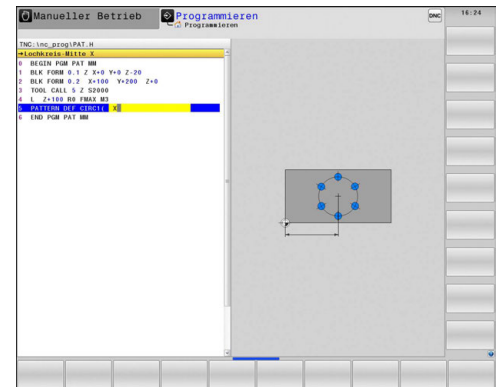 Manueller Betrieb
Programmieren
Programmieren
DNC
16:24
TNC:\nc_prog\PAT.H
→Lochkreis-Mitte X
0 BEGIN PGM PAT MM
1 BLK FORM 0.1 Z X+0 Y+0 Z-20
2 BLK FORM 0.2 X+100 Y+200 Z+0
3 TOOL CALL 5 Z S2000
4 L Z+100 R0 FMAX M3
5 PATTERN DEF CIRC1( X
6 END PGM PAT MM